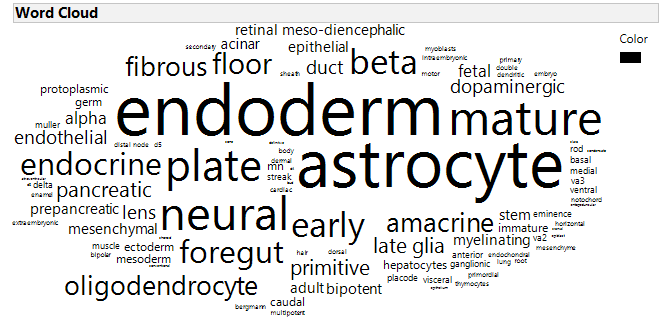 Word Cloud
Color
retinal meso-diencephalic
secondary acinar epithelial myoblasts
intraembryonic primary
fibrous floor duct beta fetal double
sheath motor dendritic embryo
protoplasmic dopaminergic
germ
alpha endoderm mature
muller
endothelial
distal node d5 body rod
endocrine plate dermal astrocyte basal
mn medial
streak va3
delta cardiac ventral
enamel pancreatic notochord
prepancreatic lens neural early amacrine stem eminence
extraembryonic horizontal
mesenchymal immature
muscle ectoderm foregut hair dorsal late glia myelinating va2
bipolar mesoderm anterior endochondral mesenchyme
primitive hepatocytes ganglionic lung root
oligodendrocyte adult bipotent placode visceral primordial
epithelium thymocytes
bergmann caudal
multipotent